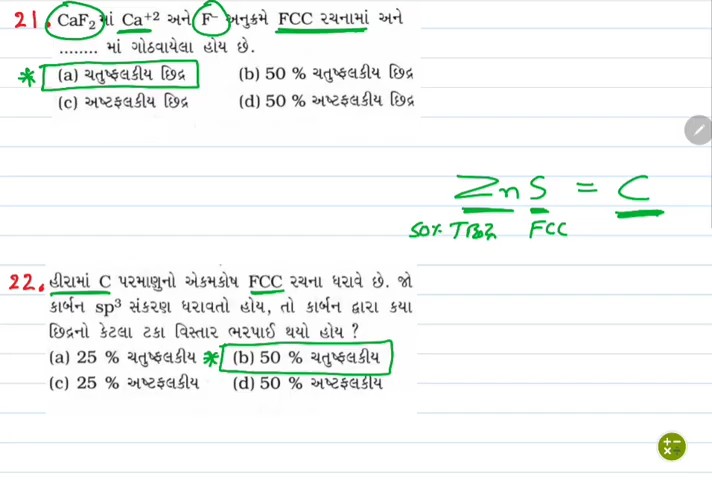 21. CaF₂ માં Ca⁺² અને F⁻ અનુક્રમે FCC રચનામાં અને
........ માં ગોઠવાયેલા હોય છે.
* (a) ચતુષ્ફલકીય છિદ્ર (b) 50 % ચતુષ્ફલકીય છિદ્ર
(c) અષ્ટફલકીય છિદ્ર (d) 50 % અષ્ટફલકીય છિદ્ર
ZnS = C
50% FCC
22. હીરામાં C પરમાણુનો એકમકોષ FCC રચના ધરાવે છે. જો
કાર્બન sp³ સંકરણ ધરાવતો હોય, તો કાર્બન દ્વારા કયા
છિદ્રનો કેટલા ટકા વિસ્તાર ભરપાઈ થયો હોય ?
(a) 25 % ચતુષ્ફલકીય * (b) 50 % ચતુષ્ફલકીય
(c) 25 % અષ્ટફલકીય (d) 50 % અષ્ટફલકીય